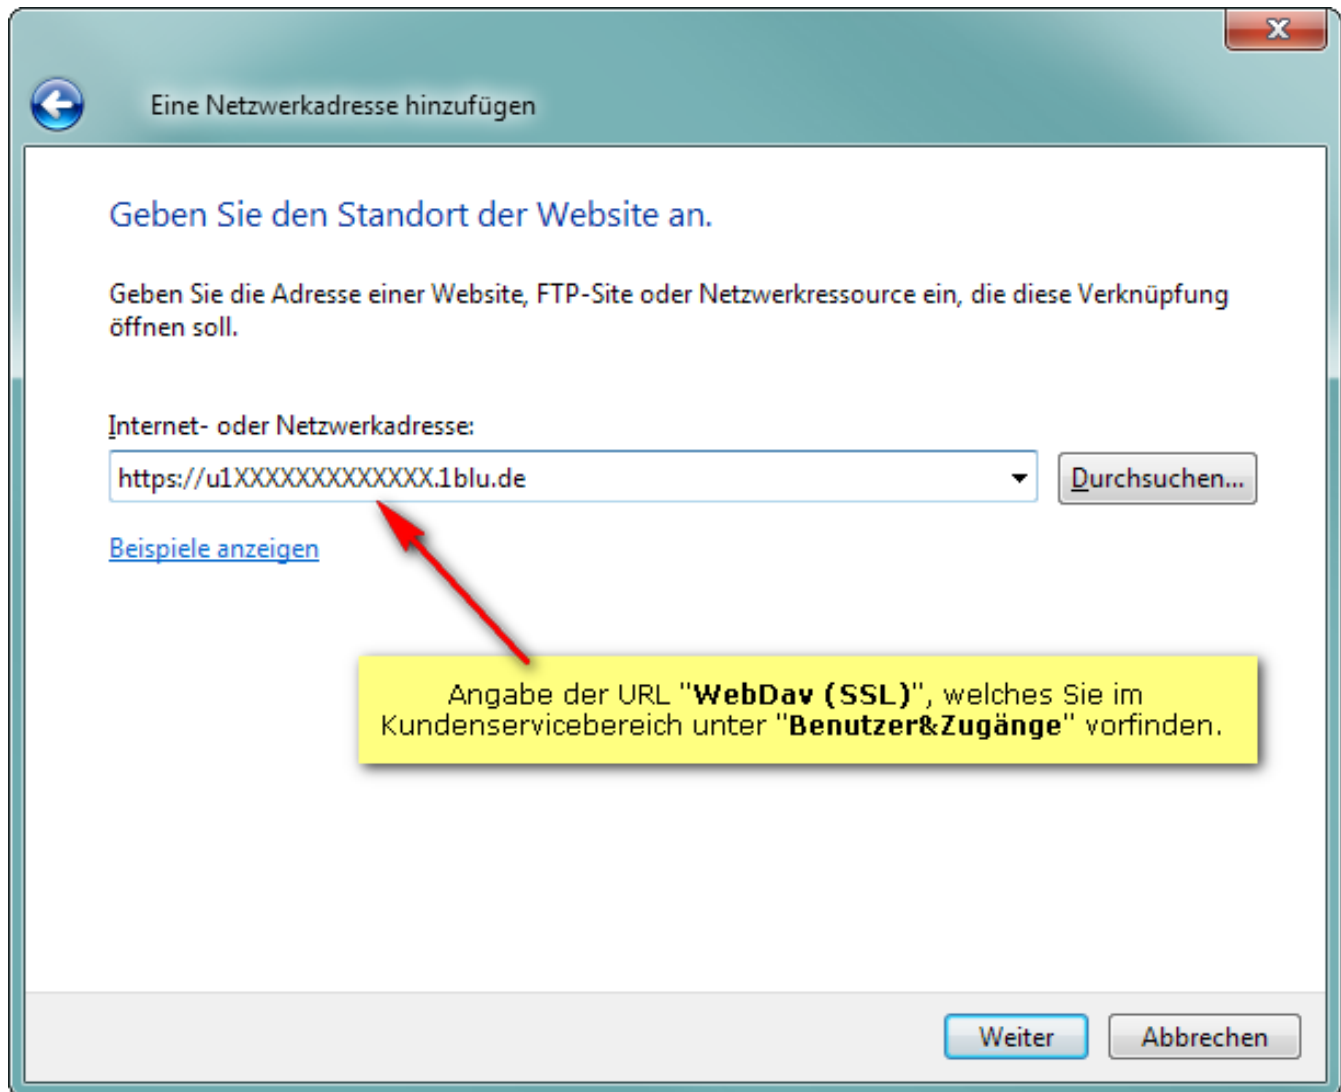 Eine Netzwerkadresse hinzufügen
Geben Sie den Standort der Website an.
Geben Sie die Adresse einer Website, FTP-Site oder Netzwerkressource ein, die diese Verknüpfung
öffnen soll.
Internet- oder Netzwerkadresse:
https://u1XXXXXXXXXXXXX.1blu.de
Durchsuchen...
Beispiele anzeigen
Angabe der URL "WebDav (SSL)", welches Sie im
Kundenservicebereich unter "Benutzer&Zugänge" vorfinden.
Weiter
Abbrechen